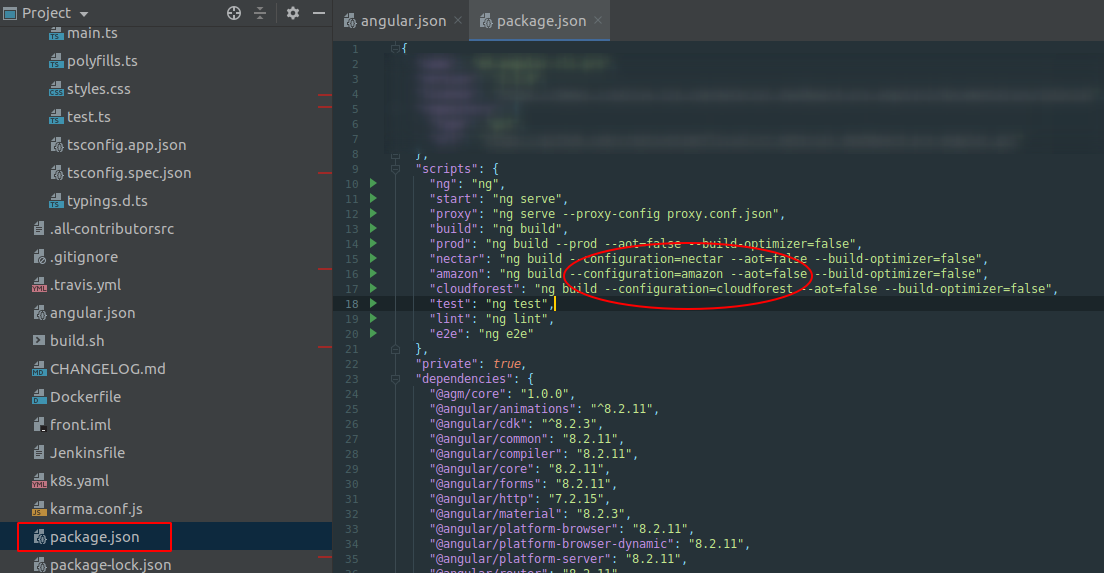 Project
main.ts
polyfills.ts
styles.css
test.ts
tsconfig.app.json
tsconfig.spec.json
typings.d.ts
.all-contributorsrc
.gitignore
.travis.yml
angular.json
build.sh
CHANGELOG.md
Dockerfile
front.iml
Jenkinsfile
k8s.yaml
karma.conf.js
package.json
package-lock.json
angular.json
package.json
1 {
2
3
4
5
6
7
8 },
9 "scripts": {
10 "ng": "ng",
11 "start": "ng serve",
12 "proxy": "ng serve --proxy-config proxy.conf.json",
13 "build": "ng build",
14 "prod": "ng build --prod --aot=false --build-optimizer=false",
15 "nectar": "ng build --configuration=nectar --aot=false --build-optimizer=false",
16 "amazon": "ng build --configuration=amazon --aot=false --build-optimizer=false",
17 "cloudforest": "ng build --configuration=cloudforest --aot=false --build-optimizer=false",
18 "test": "ng test",
19 "lint": "ng lint",
20 "e2e": "ng e2e"
21 },
22 "private": true,
23 "dependencies": {
24 "@agm/core": "1.0.0",
25 "@angular/animations": "^8.2.11",
26 "@angular/cdk": "^8.2.3",
27 "@angular/common": "8.2.11",
28 "@angular/compiler": "8.2.11",
29 "@angular/core": "8.2.11",
30 "@angular/forms": "8.2.11",
31 "@angular/http": "7.2.15",
32 "@angular/material": "8.2.3",
33 "@angular/platform-browser": "8.2.11",
34 "@angular/platform-browser-dynamic": "8.2.11",
35 "@angular/platform-server": "8.2.11",
36 "@angular/router": "8.2.11",